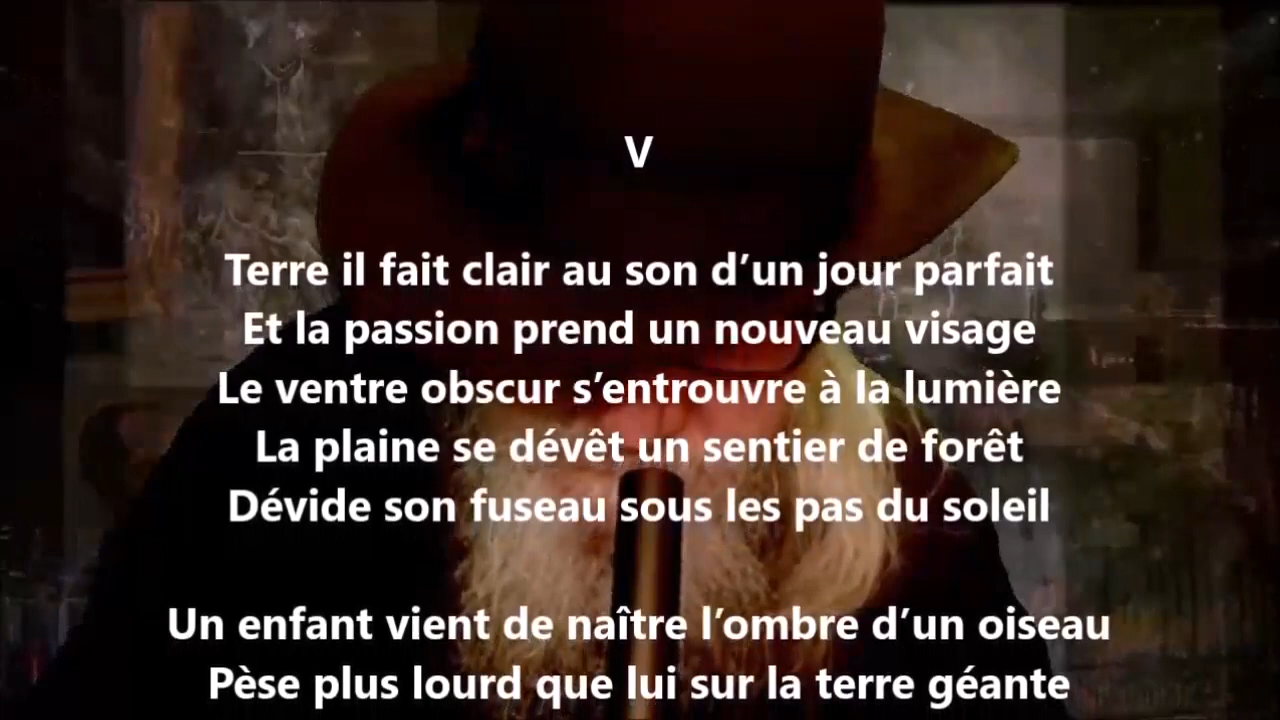 V
Terre il fait clair au son d’un jour parfait
Et la passion prend un nouveau visage
Le ventre obscur s’entrouvre à la lumière
La plaine se dévêt un sentier de forêt
Dévide son fuseau sous les pas du soleil
Un enfant vient de naître l’ombre d’un oiseau
Pèse plus lourd que lui sur la terre géante